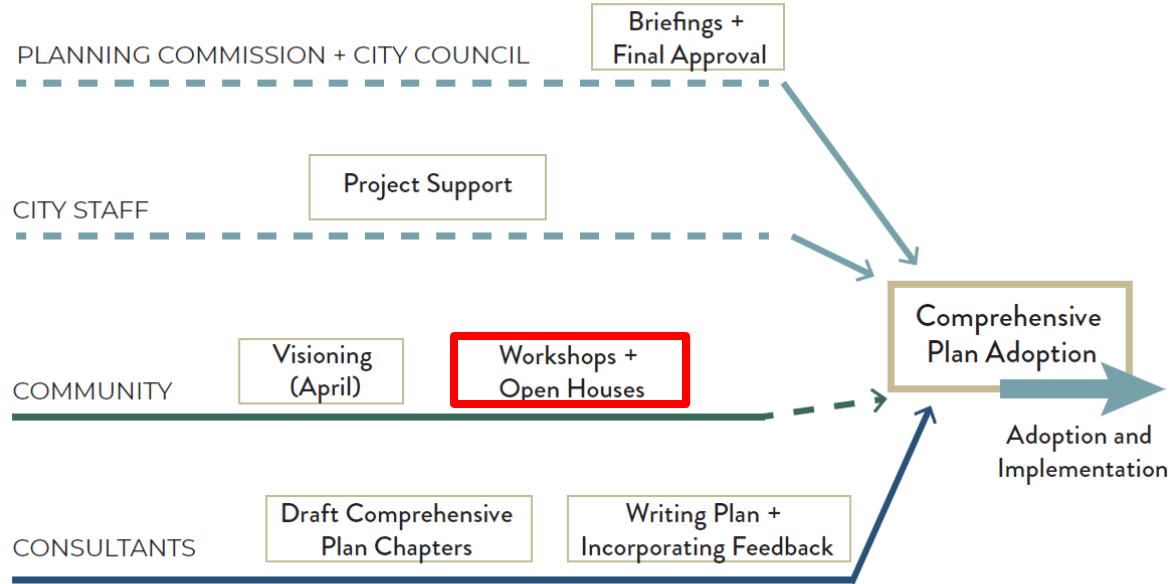 Briefings +
Final Approval
PLANNING COMMISSION + CITY COUNCIL
Project Support
CITY STAFF
Comprehensive
Plan Adoption
Visioning
(April)
Workshops +
Open Houses
COMMUNITY
Adoption and
Implementation
Draft Comprehensive
Plan Chapters
Writing Plan +
Incorporating Feedback
CONSULTANTS